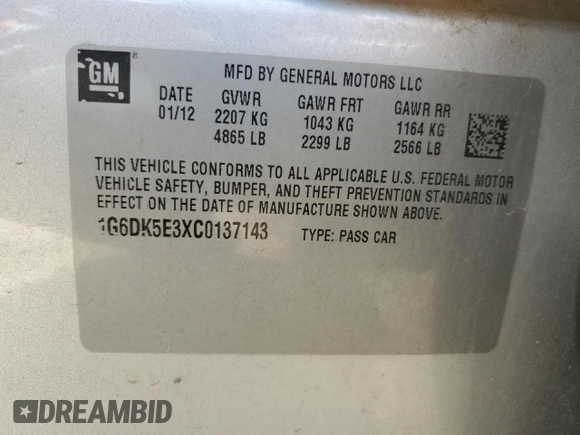 GM
MFD BY GENERAL MOTORS LLC
DATE GVWR GAWR FRT GAWR RR
01/12 2207 KG 1043 KG 1164 KG
4865 LB 2299 LB 2566 LB
THIS VEHICLE CONFORMS TO ALL APPLICABLE U.S. FEDERAL MOTOR
VEHICLE SAFETY, BUMPER, AND THEFT PREVENTION STANDARDS IN
EFFECT ON THE DATE OF MANUFACTURE SHOWN ABOVE.
1G6DK5E3XC0137143 TYPE: PASS CAR
DREAMBID